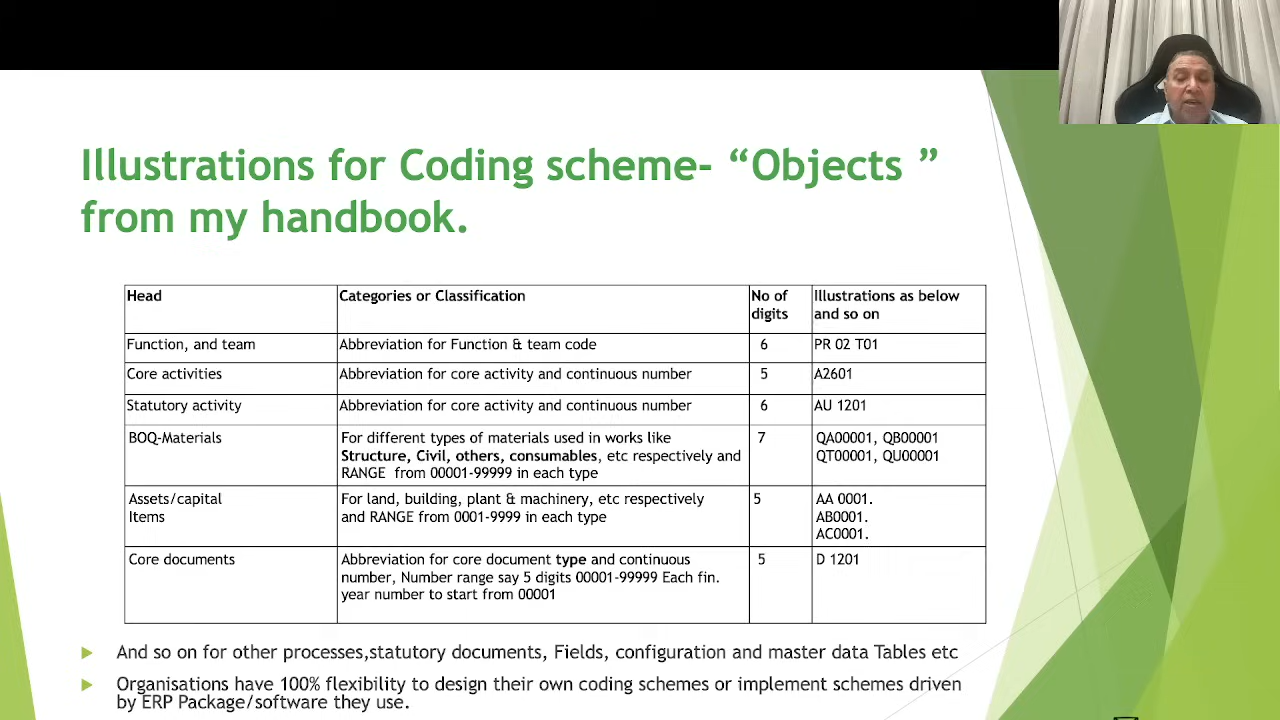 Illustrations for Coding scheme- “Objects ”
from my handbook.
Head
Categories or Classification
No of
digits
Illustrations as below
and so on
Function, and team
Abbreviation for Function & team code
6
PR 02 T01
Core activities
Abbreviation for core activity and continuous number
5
A2601
Statutory activity
Abbreviation for core activity and continuous number
6
AU 1201
BOQ-Materials
For different types of materials used in works like
Structure, Civil, others, consumables, etc respectively and
RANGE from 00001-99999 in each type
7
QA00001, QB00001
QT00001, QU00001
Assets/capital
Items
For land, building, plant & machinery, etc respectively
and RANGE from 0001-9999 in each type
5
AA 0001.
AB0001.
AC0001.
Core documents
Abbreviation for core document type and continuous
number, Number range say 5 digits 00001-99999 Each fin.
year number to start from 00001
5
D 1201
And so on for other processes,statutory documents, Fields, configuration and master data Tables etc
Organisations have 100% flexibility to design their own coding schemes or implement schemes driven
by ERP Package/software they use.